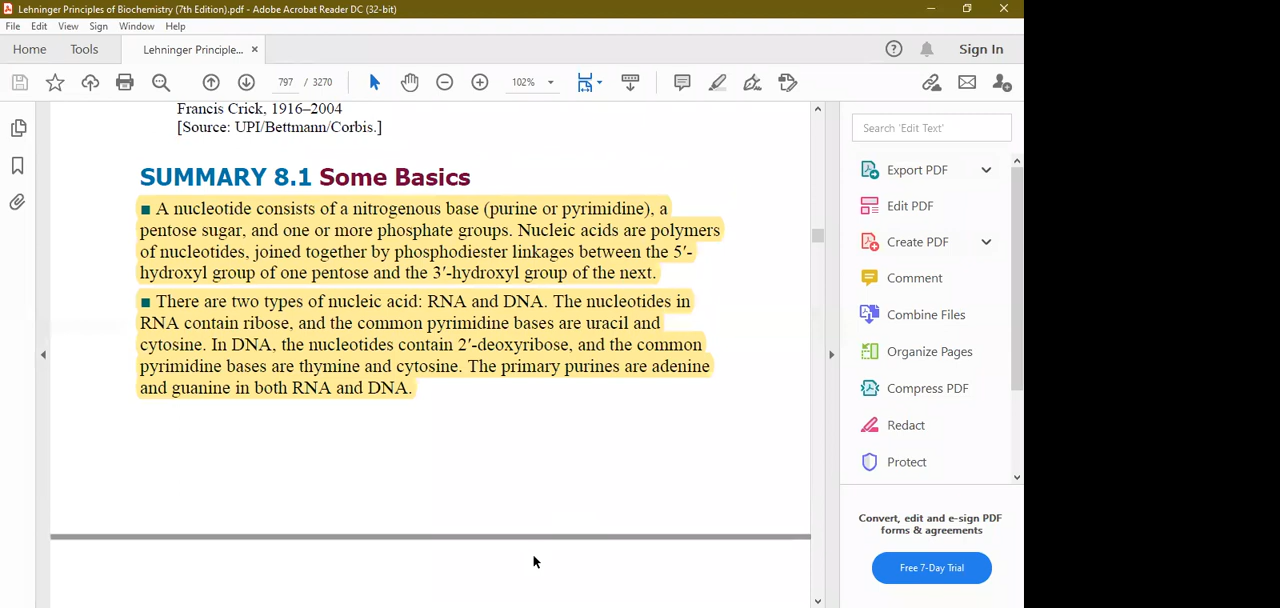 Lehninger Principles of Biochemistry (7th Edition).pdf - Adobe Acrobat Reader DC (32-bit)
File Edit View Sign Window Help
Home Tools Lehninger Principle... × Sign In
797 / 3270 102%
Francis Crick, 1916–2004
[Source: UPI/Bettmann/Corbis.]
SUMMARY 8.1 Some Basics
■ A nucleotide consists of a nitrogenous base (purine or pyrimidine), a
pentose sugar, and one or more phosphate groups. Nucleic acids are polymers
of nucleotides, joined together by phosphodiester linkages between the 5′-
hydroxyl group of one pentose and the 3′-hydroxyl group of the next.
■ There are two types of nucleic acid: RNA and DNA. The nucleotides in
RNA contain ribose, and the common pyrimidine bases are uracil and
cytosine. In DNA, the nucleotides contain 2′-deoxyribose, and the common
pyrimidine bases are thymine and cytosine. The primary purines are adenine
and guanine in both RNA and DNA.
Search 'Edit Text'
Export PDF
Edit PDF
Create PDF
Comment
Combine Files
Organize Pages
Compress PDF
Redact
Protect
Convert, edit and e-sign PDF
forms & agreements
Free 7-Day Trial